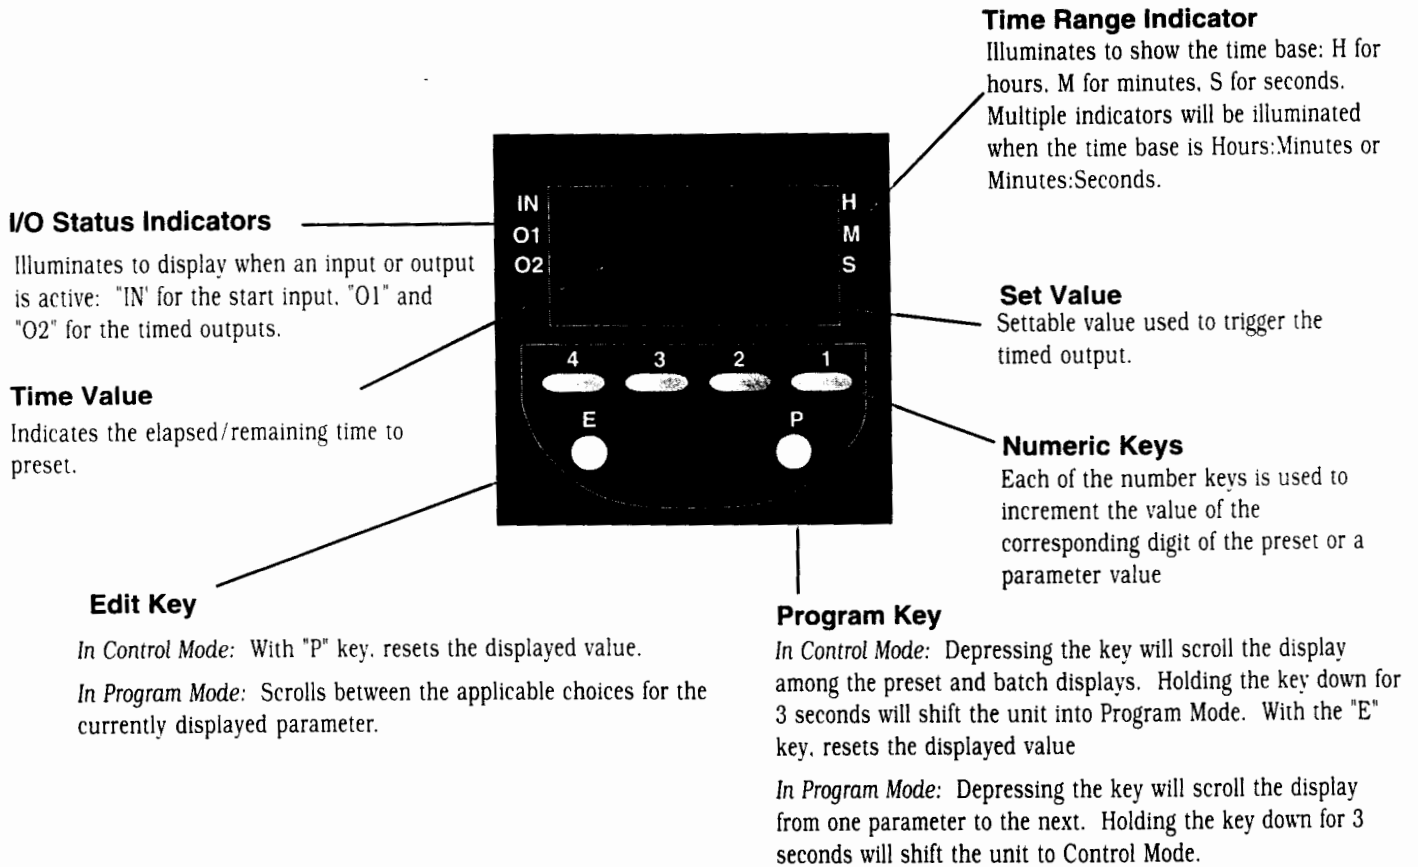 Time Range Indicator
Illuminates to show the time base: H for
hours, M for minutes, S for seconds.
Multiple indicators will be illuminated
when the time base is Hours:Minutes or
Minutes:Seconds.
I/O Status Indicators
Illuminates to display when an input or output
is active: "IN' for the start input, "O1" and
"O2" for the timed outputs.
Time Value
Indicates the elapsed/remaining time to
preset.
IN
O1
O2
H
M
S
4 3 2 1
E P
Set Value
Settable value used to trigger the
timed output.
Numeric Keys
Each of the number keys is used to
increment the value of the
corresponding digit of the preset or a
parameter value
Edit Key
In Control Mode: With "P" key, resets the displayed value.
In Program Mode: Scrolls between the applicable choices for the
currently displayed parameter.
Program Key
In Control Mode: Depressing the key will scroll the display
among the preset and batch displays. Holding the key down for
3 seconds will shift the unit into Program Mode. With the "E"
key, resets the displayed value
In Program Mode: Depressing the key will scroll the display
from one parameter to the next. Holding the key down for 3
seconds will shift the unit to Control Mode.